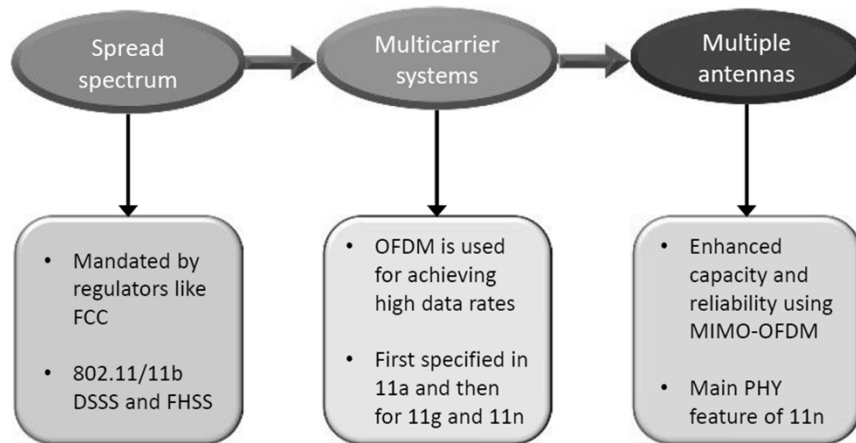 Spread
spectrum
Multicarrier
systems
Multiple
antennas
• Mandated by
regulators like
FCC
• 802.11/11b
DSSS and FHSS
• OFDM is used
for achieving
high data rates
• First specified in
11a and then
for 11g and 11n
• Enhanced
capacity and
reliability using
MIMO-OFDM
• Main PHY
feature of 11n